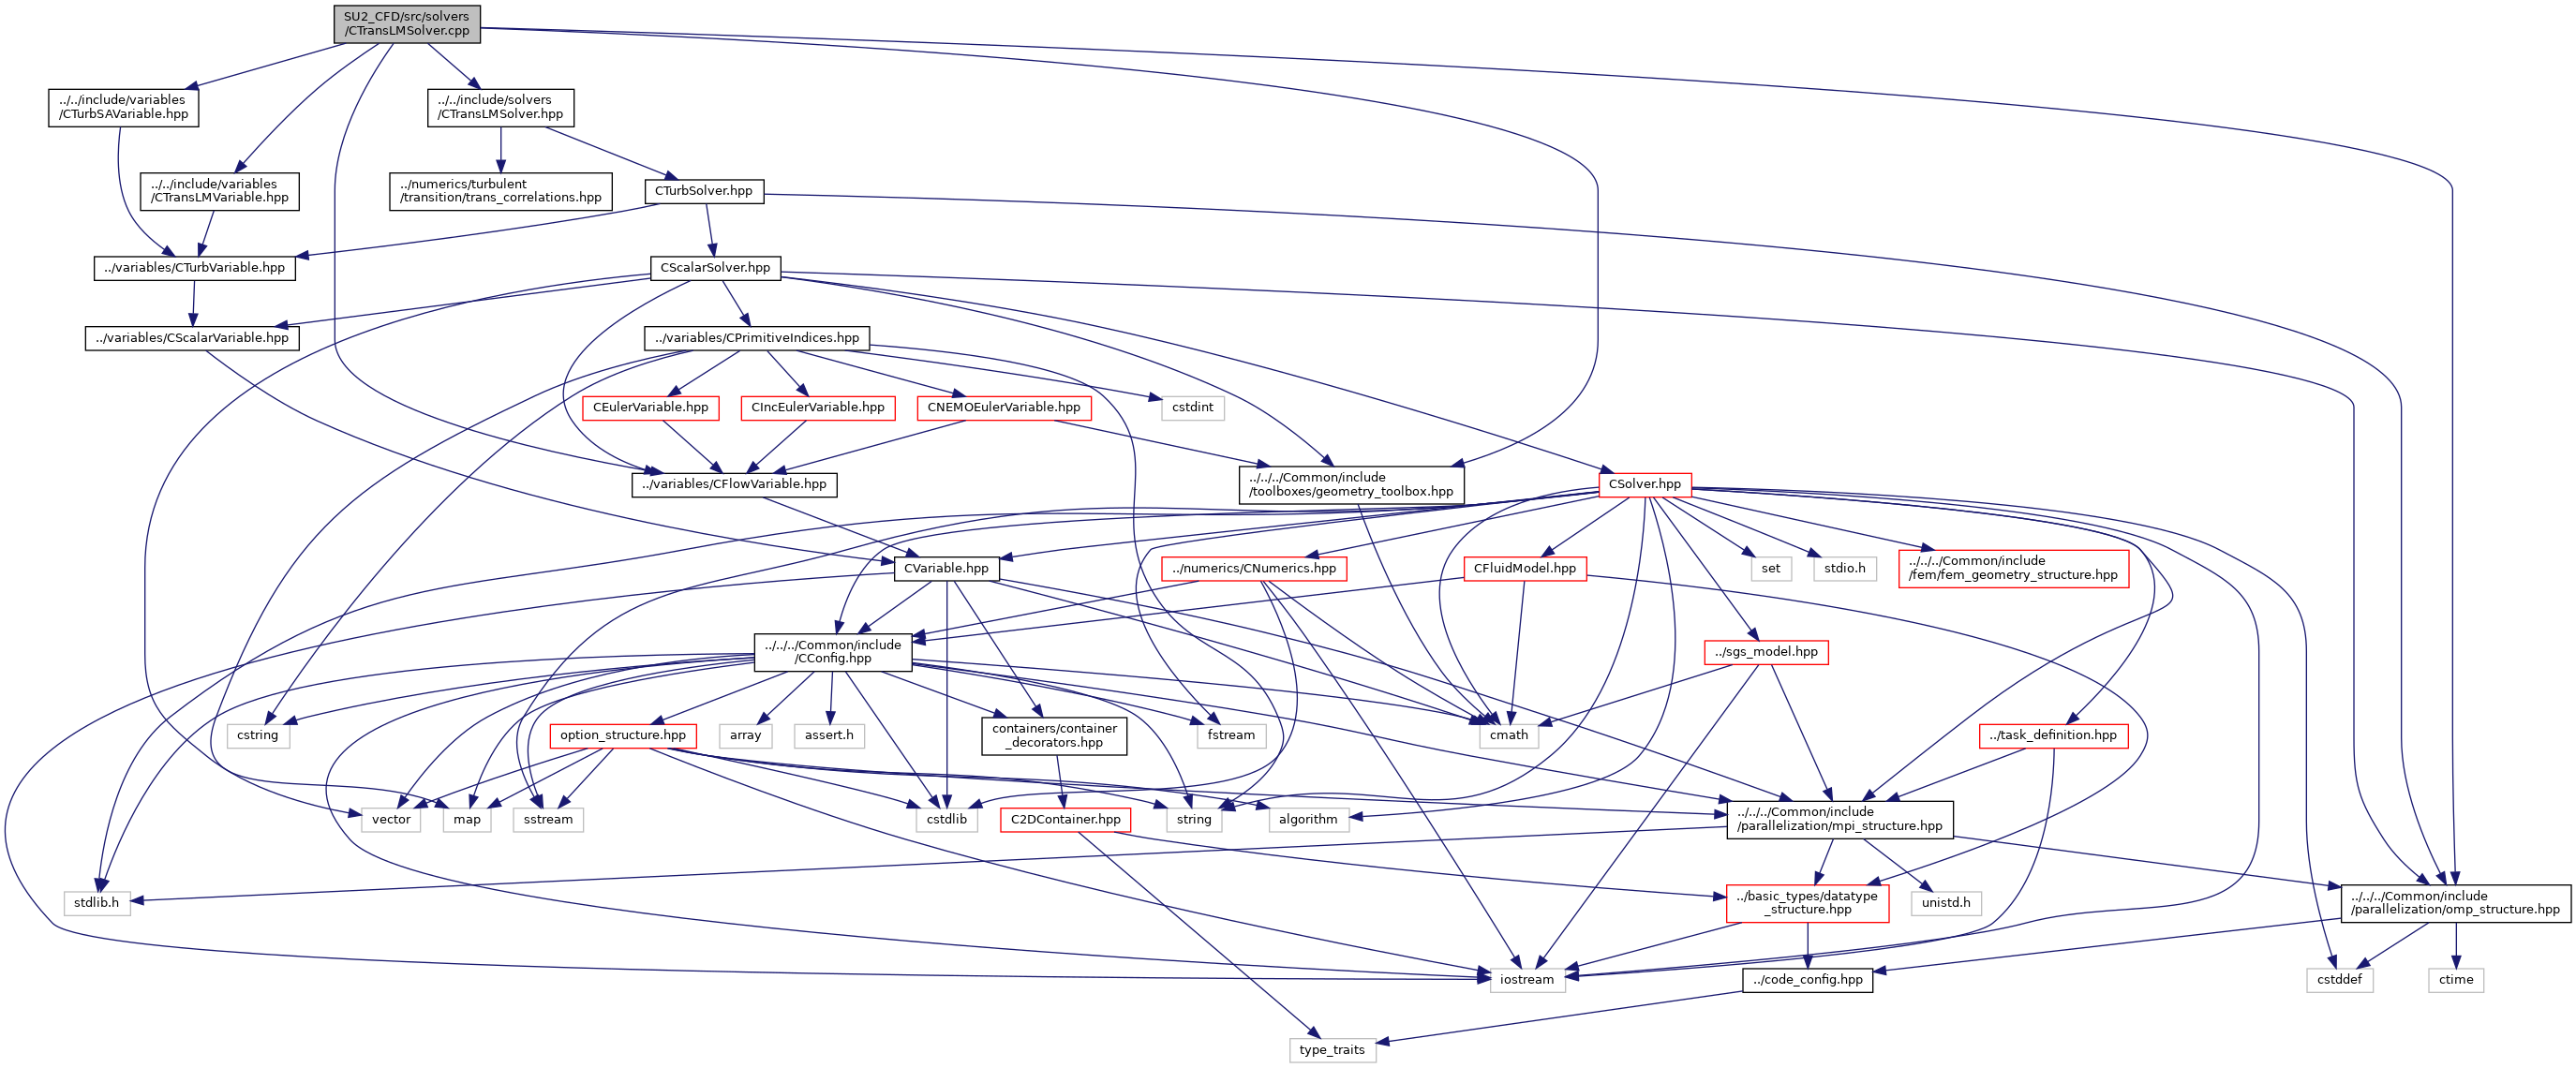 SU2_CFD/src/solvers
/CTransLMSolver.cpp
../../include/variables
/CTurbSAVariable.hpp
../../include/solvers
/CTransLMSolver.hpp
../../include/variables
/CTransLMVariable.hpp
../numerics/turbulent
/transition/trans_correlations.hpp
CTurbSolver.hpp
../variables/CTurbVariable.hpp
CScalarSolver.hpp
../variables/CScalarVariable.hpp
../variables/CPrimitiveIndices.hpp
CEulerVariable.hpp
CIncEulerVariable.hpp
CNEMOEulerVariable.hpp
cstdint
../variables/CFlowVariable.hpp
../../../Common/include
/toolboxes/geometry_toolbox.hpp
CSolver.hpp
CVariable.hpp
../numerics/CNumerics.hpp
CFluidModel.hpp
set
stdio.h
../../../Common/include
/fem/fem_geometry_structure.hpp
../../../Common/include
/CConfig.hpp
../sgs_model.hpp
cstring
option_structure.hpp
array
assert.h
containers/container
_decorators.hpp
fstream
cmath
../task_definition.hpp
vector
map
sstream
cstdlib
C2DContainer.hpp
string
algorithm
../../../Common/include
/parallelization/mpi_structure.hpp
stdlib.h
../basic_types/datatype
_structure.hpp
unistd.h
../../../Common/include
/parallelization/omp_structure.hpp
iostream
../code_config.hpp
cstddef
ctime
type_traits